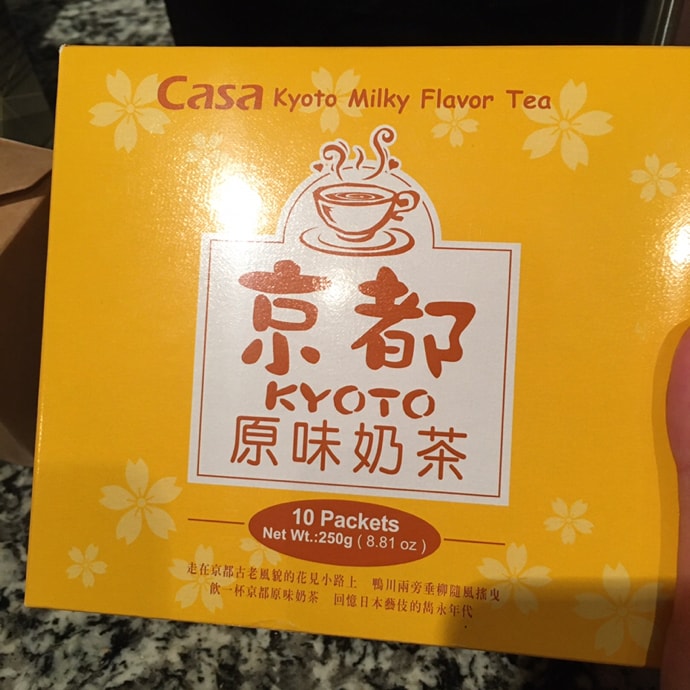 Casa Kyoto Milky Flavor Tea
京都
KYOTO
原味奶茶
10 Packets
Net Wt.:250g ( 8.81 oz )
走在京都古老風貌的花見小路上 鴨川兩旁垂柳隨風搖曳
飲一杯京都原味奶茶 回憶日本藝伎的雋永年代